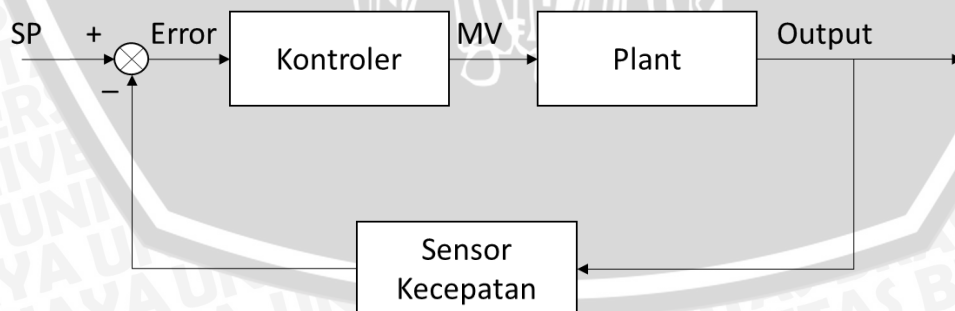 SP
+
Error
Kontroler
MV
Plant
Output
−
Sensor
Kecepatan